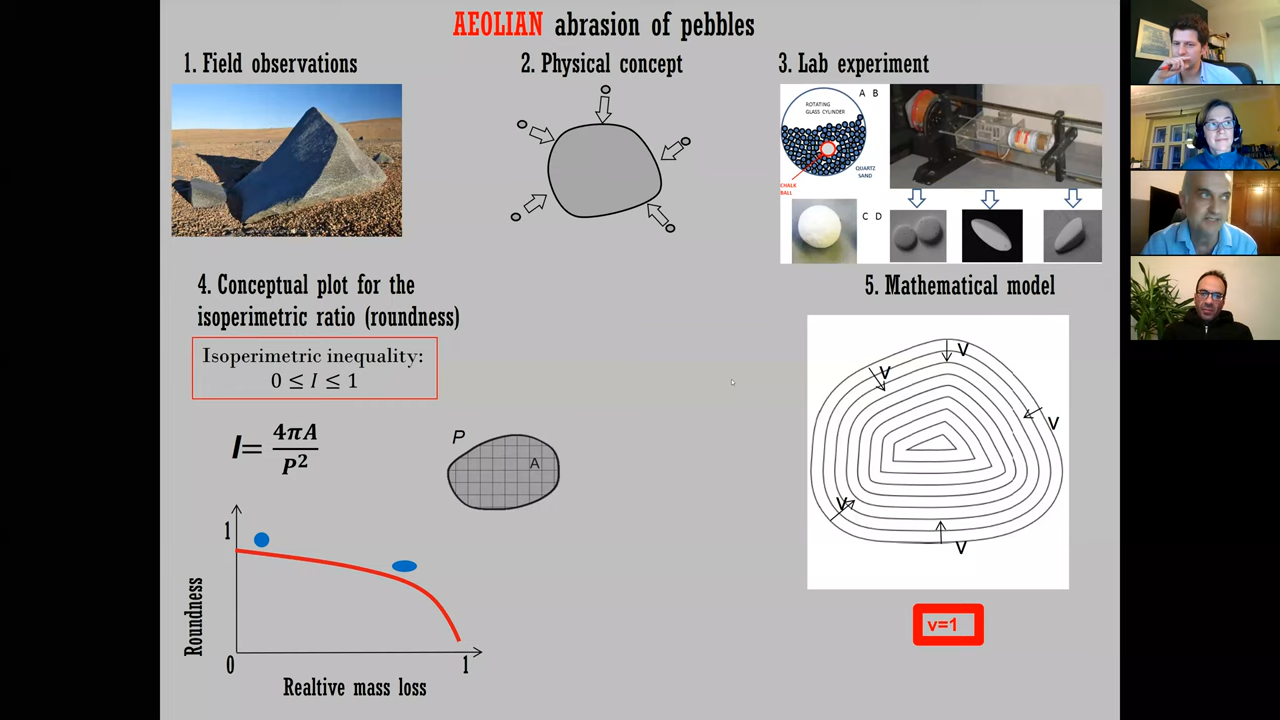 AEOLIAN abrasion of pebbles
1. Field observations
2. Physical concept
3. Lab experiment
A B
ROTATING
GLASS CYLINDER
QUARTZ
SAND
CHALK
BALL
C D
4. Conceptual plot for the
isoperimetric ratio (roundness)
Isoperimetric inequality:
0 ≤ I ≤ 1
I= 4πA
P²
P
A
1
Roundness
0
1
Realtive mass loss
5. Mathematical model
V
V
V
V
V
v=1